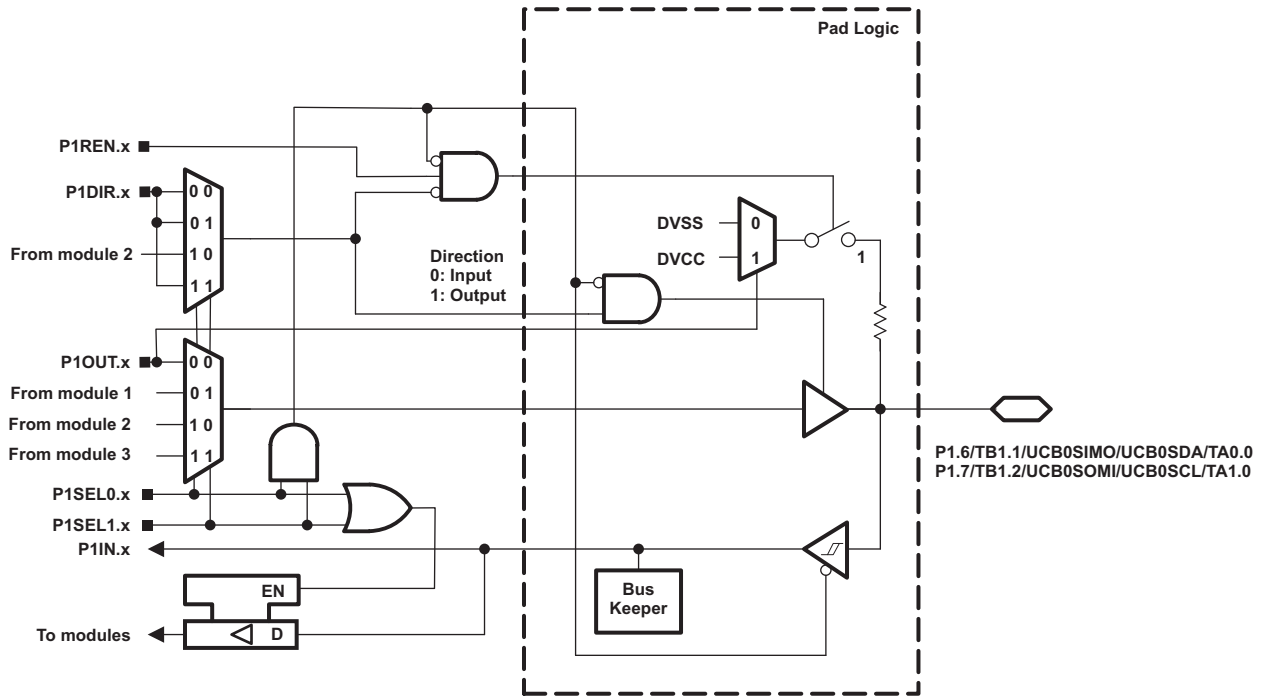 Pad Logic
P1REN.x
P1DIR.x
0 0
0 1
From module 2
1 0
1 1
Direction
0: Input
1: Output
DVSS
0
DVCC
1
1
P1OUT.x
0 0
From module 1
0 1
From module 2
1 0
From module 3
1 1
P1.6/TB1.1/UCB0SIMO/UCB0SDA/TA0.0
P1.7/TB1.2/UCB0SOMI/UCB0SCL/TA1.0
P1SEL0.x
P1SEL1.x
P1IN.x
Bus
Keeper
EN
To modules
D